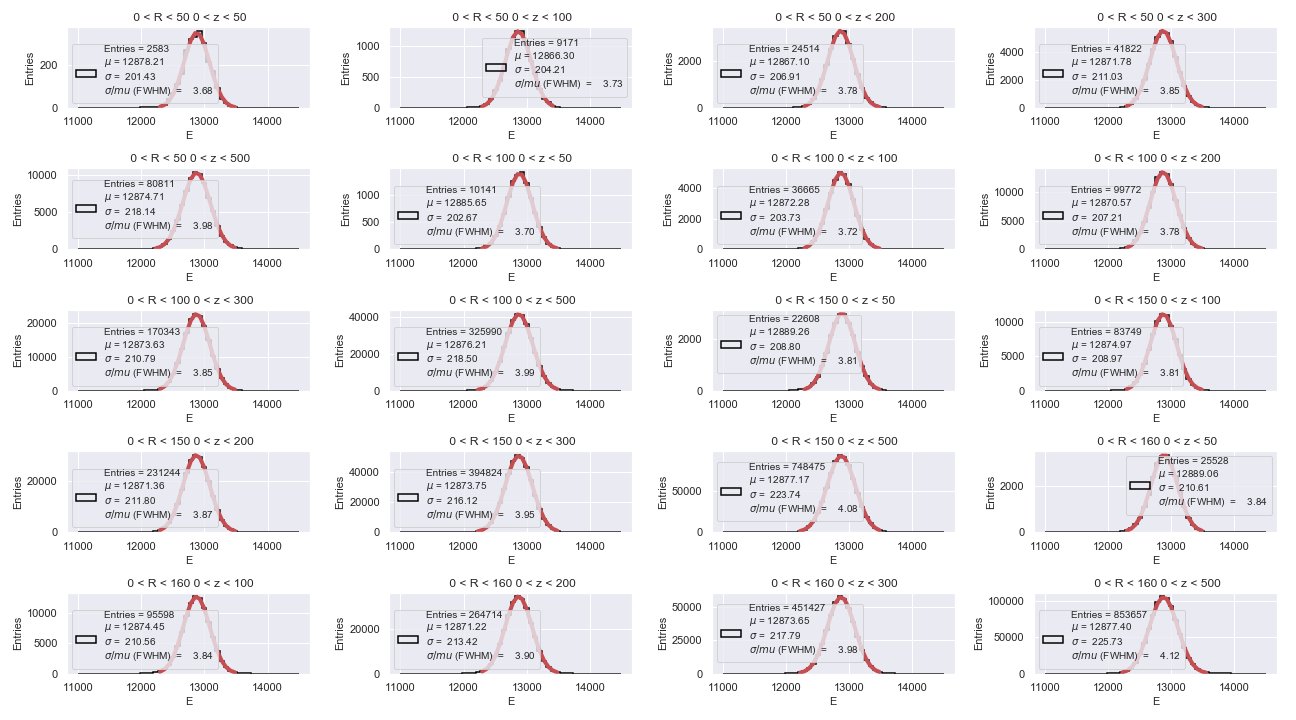 0 < R < 50 0 < z < 50
Entries
200
0
Entries = 2583
μ = 12878.21
σ = 201.43
σ/mu (FWHM) = 3.68
11000 12000 13000 14000
E
0 < R < 50 0 < z < 100
Entries
1000
500
0
Entries = 9171
μ = 12866.30
σ = 204.21
σ/mu (FWHM) = 3.73
11000 12000 13000 14000
E
0 < R < 50 0 < z < 200
Entries
2000
0
Entries = 24514
μ = 12867.10
σ = 206.91
σ/mu (FWHM) = 3.78
11000 12000 13000 14000
E
0 < R < 50 0 < z < 300
Entries
4000
2000
0
Entries = 41822
μ = 12871.78
σ = 211.03
σ/mu (FWHM) = 3.85
11000 12000 13000 14000
E
0 < R < 50 0 < z < 500
Entries
10000
5000
0
Entries = 80811
μ = 12874.71
σ = 218.14
σ/mu (FWHM) = 3.98
11000 12000 13000 14000
E
0 < R < 100 0 < z < 50
Entries
1000
500
0
Entries = 10141
μ = 12885.65
σ = 202.67
σ/mu (FWHM) = 3.70
11000 12000 13000 14000
E
0 < R < 100 0 < z < 100
Entries
4000
2000
0
Entries = 36665
μ = 12872.28
σ = 203.73
σ/mu (FWHM) = 3.72
11000 12000 13000 14000
E
0 < R < 100 0 < z < 200
Entries
10000
5000
0
Entries = 99772
μ = 12870.57
σ = 207.21
σ/mu (FWHM) = 3.78
11000 12000 13000 14000
E
0 < R < 100 0 < z < 300
Entries
20000
10000
0
Entries = 170343
μ = 12873.63
σ = 210.79
σ/mu (FWHM) = 3.85
11000 12000 13000 14000
E
0 < R < 100 0 < z < 500
Entries
40000
20000
0
Entries = 325990
μ = 12876.21
σ = 218.50
σ/mu (FWHM) = 3.99
11000 12000 13000 14000
E
0 < R < 150 0 < z < 50
Entries
2000
0
Entries = 22608
μ = 12889.26
σ = 208.80
σ/mu (FWHM) = 3.81
11000 12000 13000 14000
E
0 < R < 150 0 < z < 100
Entries
10000
5000
0
Entries = 83749
μ = 12874.97
σ = 208.97
σ/mu (FWHM) = 3.81
11000 12000 13000 14000
E
0 < R < 150 0 < z < 200
Entries
20000
0
Entries = 231244
μ = 12871.36
σ = 211.80
σ/mu (FWHM) = 3.87
11000 12000 13000 14000
E
0 < R < 150 0 < z < 300
Entries
40000
20000
0
Entries = 394824
μ = 12873.75
σ = 216.12
σ/mu (FWHM) = 3.95
11000 12000 13000 14000
E
0 < R < 150 0 < z < 500
Entries
50000
0
Entries = 748475
μ = 12877.17
σ = 223.74
σ/mu (FWHM) = 4.08
11000 12000 13000 14000
E
0 < R < 160 0 < z < 50
Entries
2000
0
Entries = 25528
μ = 12889.06
σ = 210.61
σ/mu (FWHM) = 3.84
11000 12000 13000 14000
E
0 < R < 160 0 < z < 100
Entries
10000
5000
0
Entries = 95598
μ = 12874.45
σ = 210.56
σ/mu (FWHM) = 3.84
11000 12000 13000 14000
E
0 < R < 160 0 < z < 200
Entries
20000
0
Entries = 264714
μ = 12871.22
σ = 213.42
σ/mu (FWHM) = 3.90
11000 12000 13000 14000
E
0 < R < 160 0 < z < 300
Entries
50000
25000
0
Entries = 451427
μ = 12873.65
σ = 217.79
σ/mu (FWHM) = 3.98
11000 12000 13000 14000
E
0 < R < 160 0 < z < 500
Entries
100000
50000
0
Entries = 853657
μ = 12877.40
σ = 225.73
σ/mu (FWHM) = 4.12
11000 12000 13000 14000
E